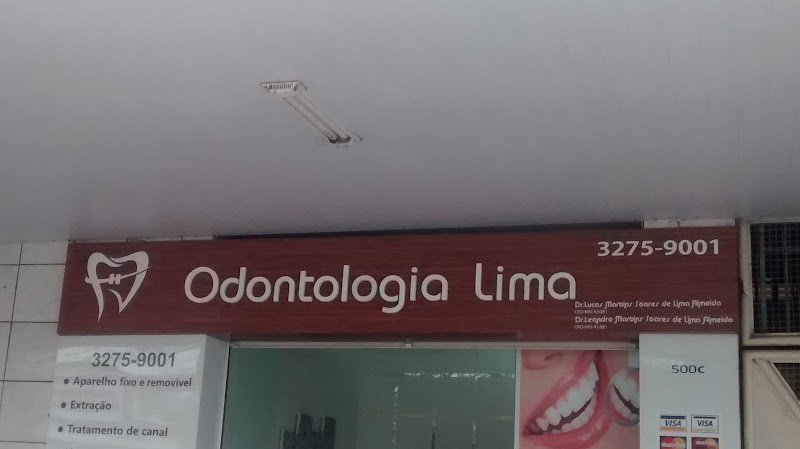 3275-9001
Odontologia Lima
Dr.Lucas Martins Soares de Lima Almeida
Dr.Leandro Martins Soares de Lima Almeida
3275-9001
• Aparelho fixo e removível
• Extração
• Tratamento de canal
500c
VISA VISA
MasterCard